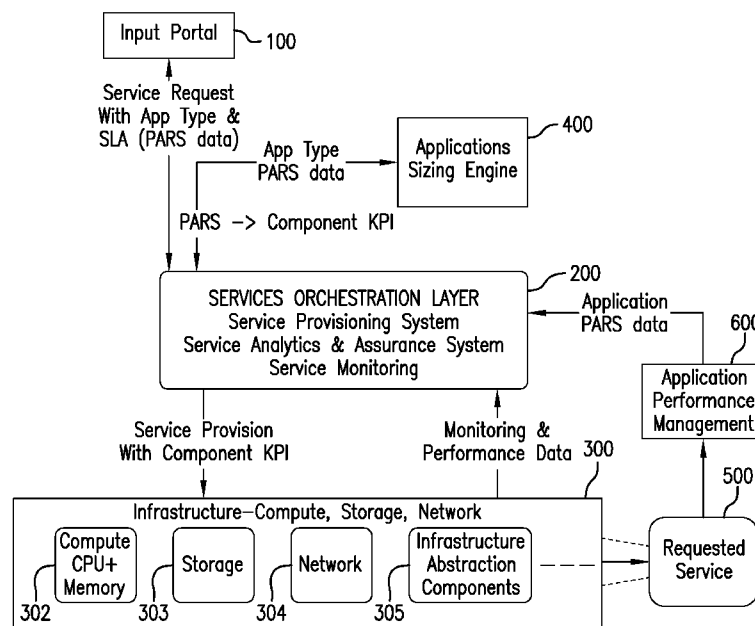 Input Portal
100
Service Request
With App Type &
SLA (PARS data)
App Type
PARS data
400
Applications
Sizing Engine
PARS -> Component KPI
200
SERVICES ORCHESTRATION LAYER
Service Provisioning System
Service Analytics & Assurance System
Service Monitoring
Application
PARS data
600
Application
Performance
Management
Service Provision
With Component KPI
Monitoring &
Performance Data
300
Infrastructure-Compute, Storage, Network
Compute
CPU+
Memory
302
Storage
303
Network
304
Infrastructure
Abstraction
Components
305
500
Requested
Service